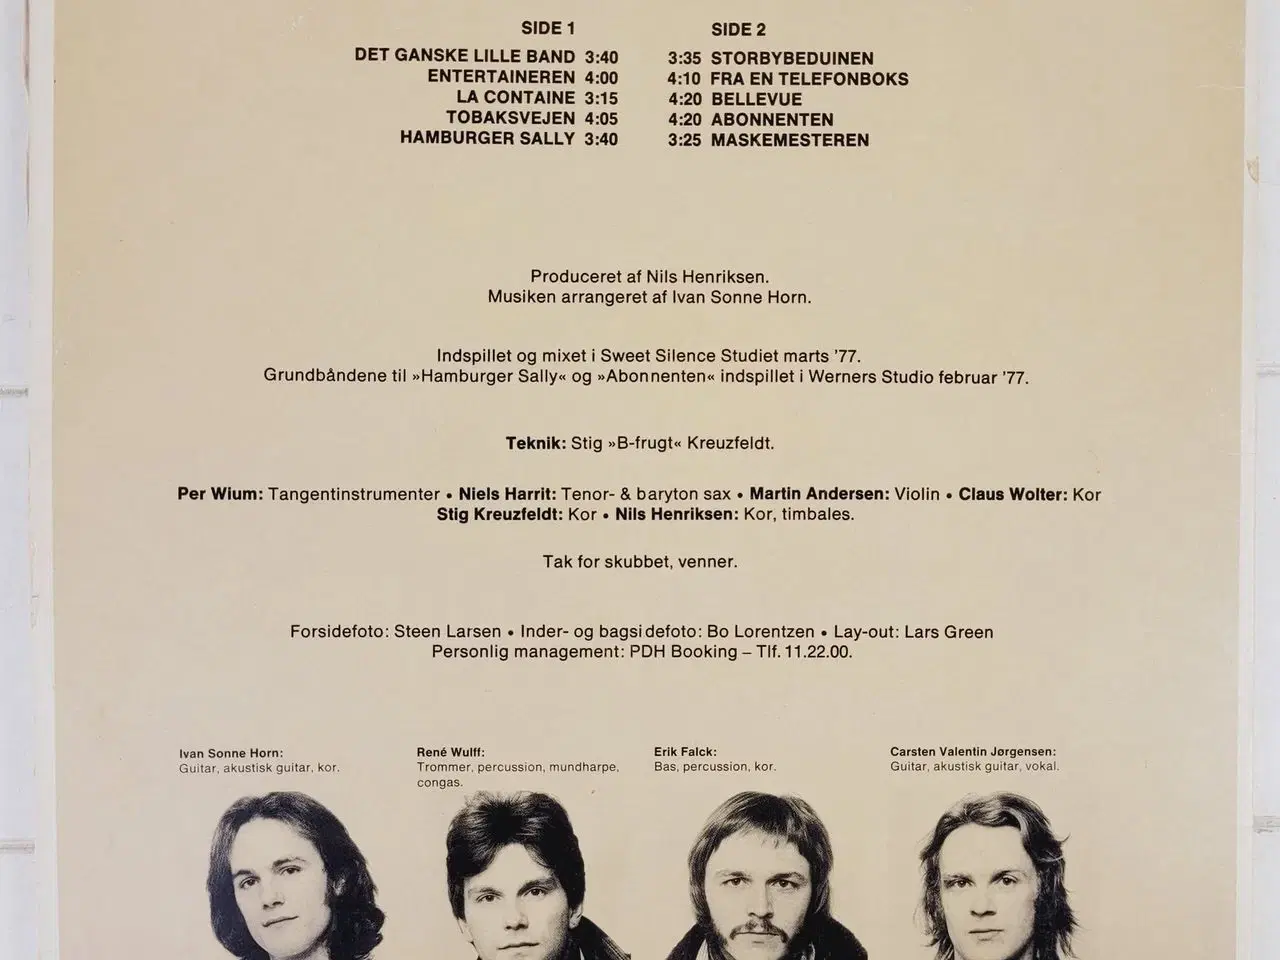 SIDE 1
DET GANSKE LILLE BAND 3:40
ENTERTAINEREN 4:00
LA CONTAINE 3:15
TOBAKSVEJEN 4:05
HAMBURGER SALLY 3:40
SIDE 2
3:35 STORBYBEDUINEN
4:10 FRA EN TELEFONBOKS
4:20 BELLEVUE
4:20 ABONNENTEN
3:25 MASKEMESTEREN
Produceret af Nils Henriksen.
Musiken arrangeret af Ivan Sonne Horn.
Indspillet og mixet i Sweet Silence Studiet marts '77.
Grundbåndene til »Hamburger Sally« og »Abonnenten« indspillet i Werners Studio februar '77.
Teknik: Stig »B-frugt« Kreuzfeldt.
Per Wium: Tangentinstrumenter • Niels Harrit: Tenor- & baryton sax • Martin Andersen: Violin • Claus Wolter: Kor
Stig Kreuzfeldt: Kor • Nils Henriksen: Kor, timbales.
Tak for skubbet, venner.
Forsidefoto: Steen Larsen • Inder- og bagsidefoto: Bo Lorentzen • Lay-out: Lars Green
Personlig management: PDH Booking – Tlf. 11.22.00.
Ivan Sonne Horn:
Guitar, akustisk guitar, kor.
René Wulff:
Trommer, percussion, mundharpe,
congas.
Erik Falck:
Bas, percussion, kor.
Carsten Valentin Jørgensen:
Guitar, akustisk guitar, vokal.